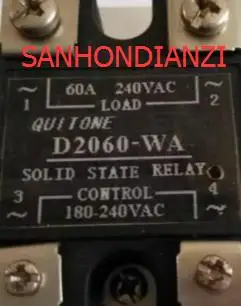 SANHONDIANZI
60A 240VAC
~ LOAD ~
1 2
QUITONE
D2060-WA
SOLID STATE RELAY
3 CONTROL 4
~ 180-240VAC ~